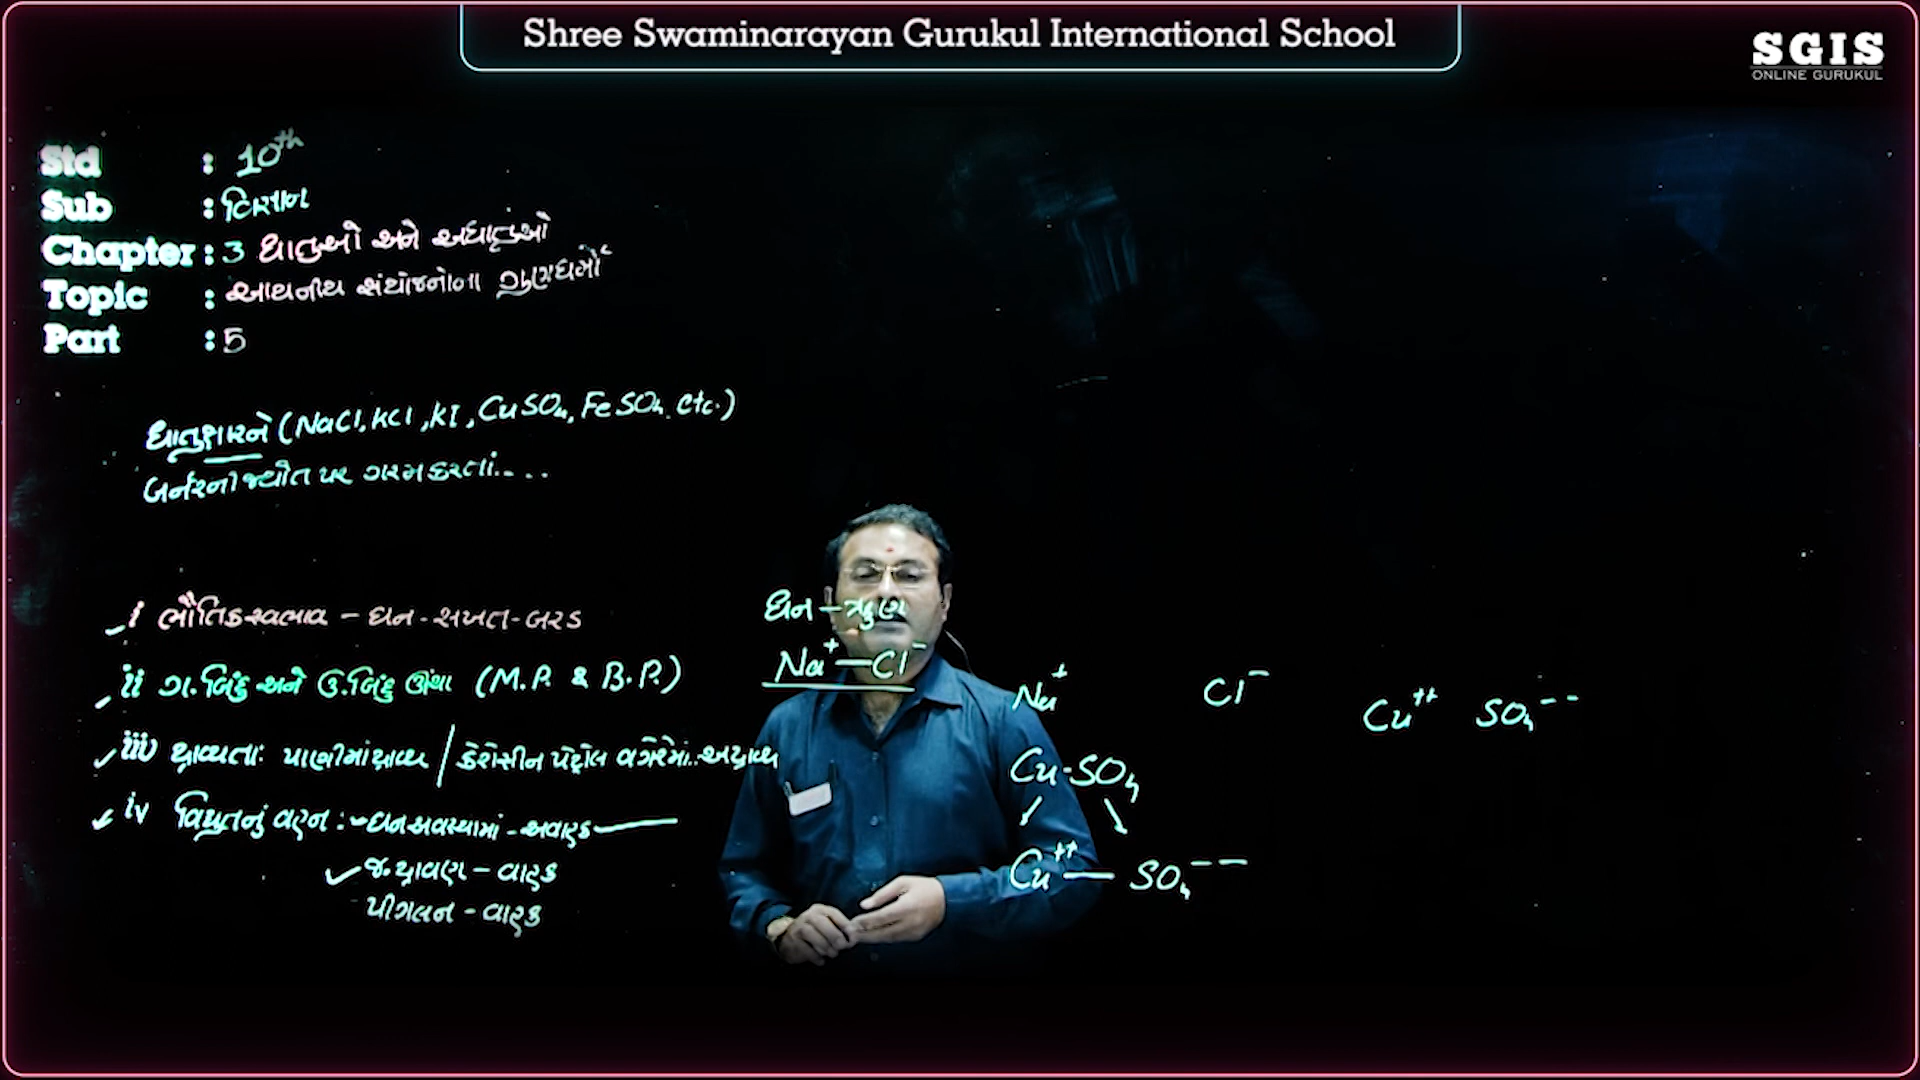 Shree Swaminarayan Gurukul International School
SGIS
ONLINE GURUKUL
Std : 10th
Sub : વિજ્ઞાન
Chapter : 3 ધાતુઓ અને અધાતુઓ
Topic : આયનીય સંયોજનોના ગુણધર્મો
Part : 5
ધાતુક્ષારને (NaCl, KCl, KI, CuSO4, FeSO4 etc.)
બર્નરની જ્યોત પર ગરમ કરતાં....
i ભૌતિક સ્વભાવ - ઘન - સખત - બરડ
ii ગ.બિંદુ અને ઉ.બિંદુ ઊંચા (M.P. & B.P.)
iii દ્રાવ્યતાઃ પાણીમાં દ્રાવ્ય / કેરોસીન પેટ્રોલ વગેરેમાં..અદ્રાવ્ય
iv વિદ્યુતનું વહન : - ઘન અવસ્થામાં - અવાહક
જ.દ્રાવણ - વાહક
પીગલન - વાહક
ઘન - ઋણ
Na+ — Cl-
Na+ Cl- Cu++ SO4--
Cu-SO4
Cu++ — SO4--